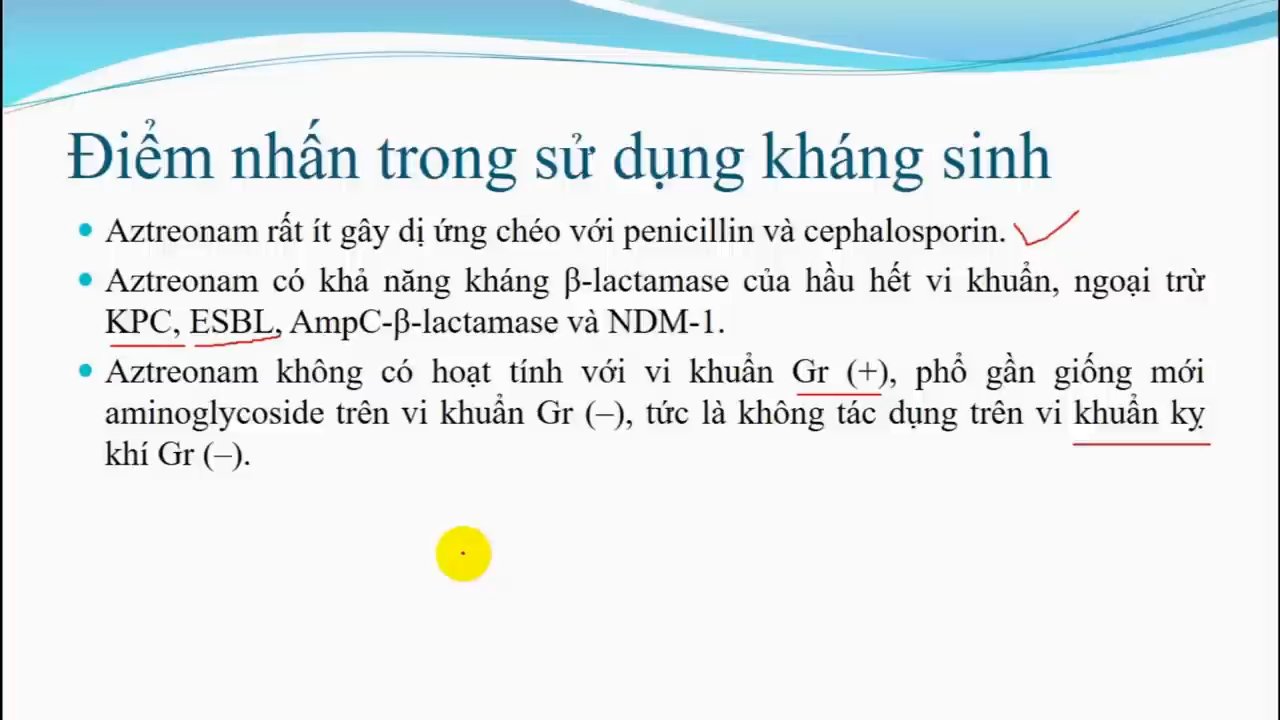 Điểm nhấn trong sử dụng kháng sinh
Aztreonam rất ít gây dị ứng chéo với penicillin và cephalosporin.
Aztreonam có khả năng kháng β-lactamase của hầu hết vi khuẩn, ngoại trừ
KPC, ESBL, AmpC-β-lactamase và NDM-1.
Aztreonam không có hoạt tính với vi khuẩn Gr (+), phổ gần giống mới
aminoglycoside trên vi khuẩn Gr (–), tức là không tác dụng trên vi khuẩn kỵ
khí Gr (–).